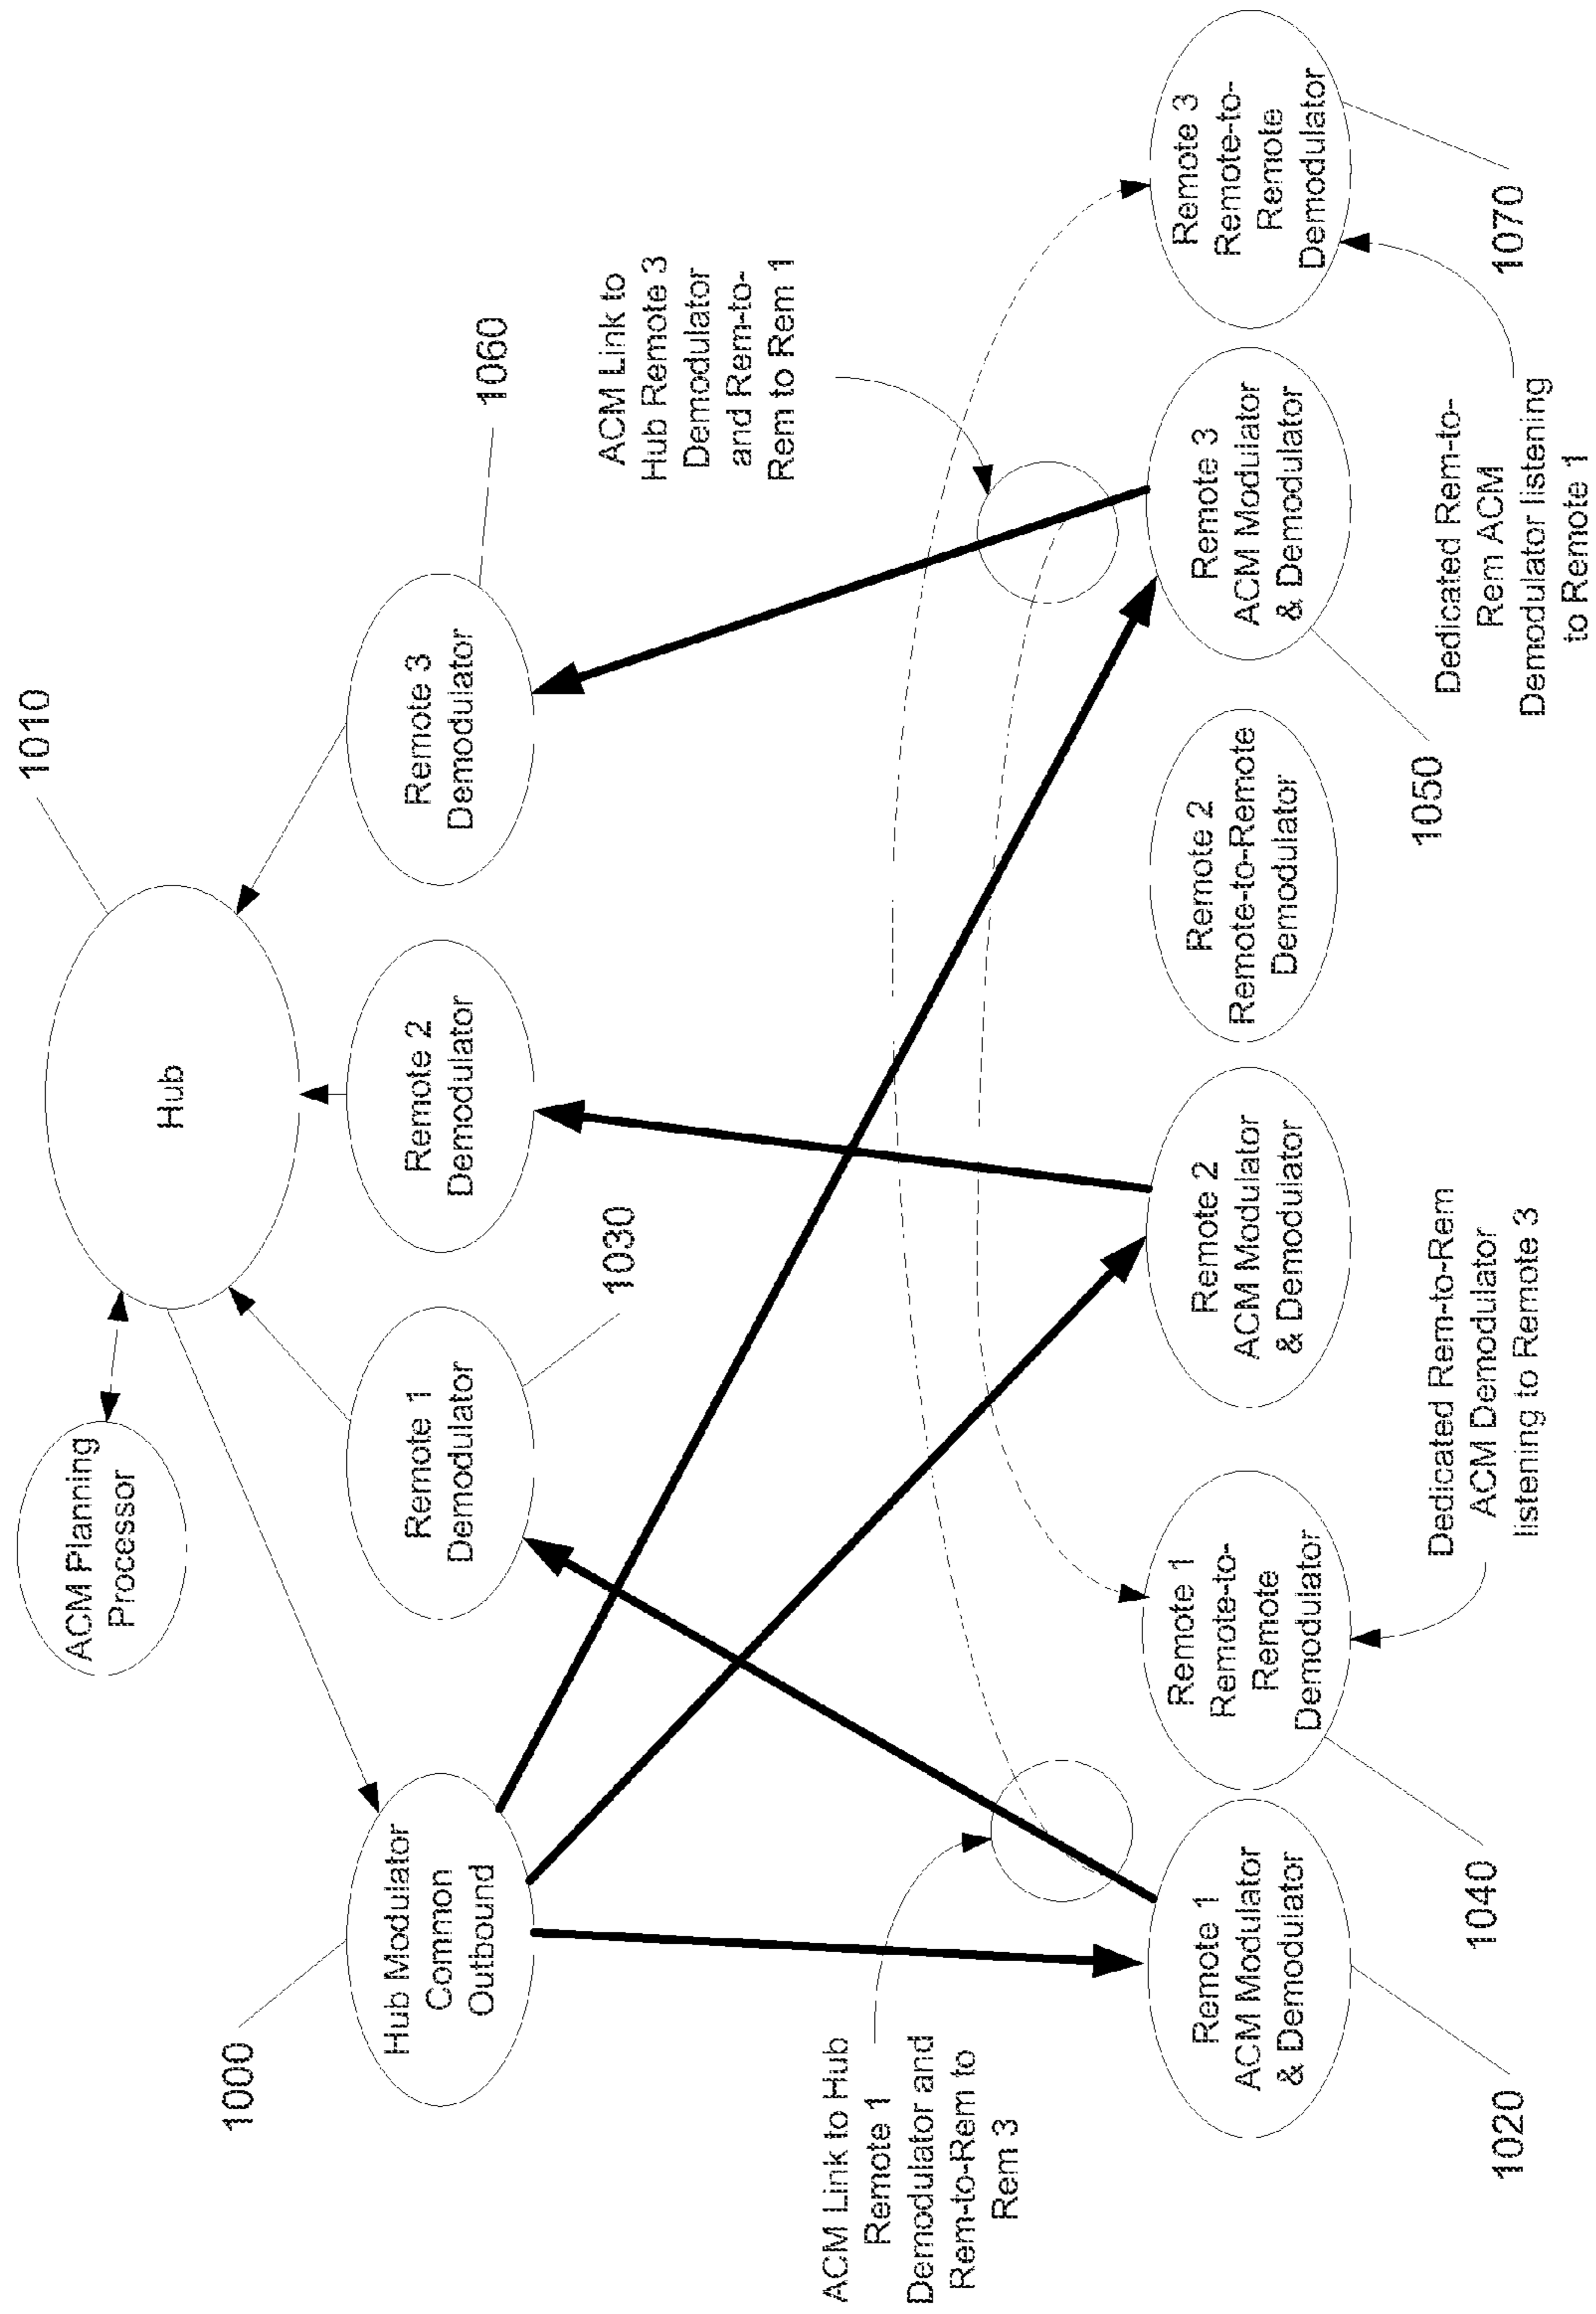 1010
ACM Planning
Processor
Hub
1000
Hub Modulator
Common
Outbound
Remote 1
Demodulator
1030
Remote 2
Demodulator
Remote 3
Demodulator
1060
ACM Link to Hub
Remote 1
Demodulator and
Rem-to-Rem to
Rem 3
ACM Link to
Hub Remote 3
Demodulator
and Rem-to-
Rem to Rem 1
Remote 1
ACM Modulator
& Demodulator
Remote 1
Remote-to-
Remote
Demodulator
Remote 2
ACM Modulator
& Demodulator
Remote 2
Remote-to-Remote
Demodulator
Remote 3
ACM Modulator
& Demodulator
Remote 3
Remote-to-
Remote
Demodulator
1020
1040
Dedicated Rem-to-Rem
ACM Demodulator
listening to Remote 3
1050
Dedicated Rem-to-
Rem ACM
Demodulator listening
to Remote 1
1070